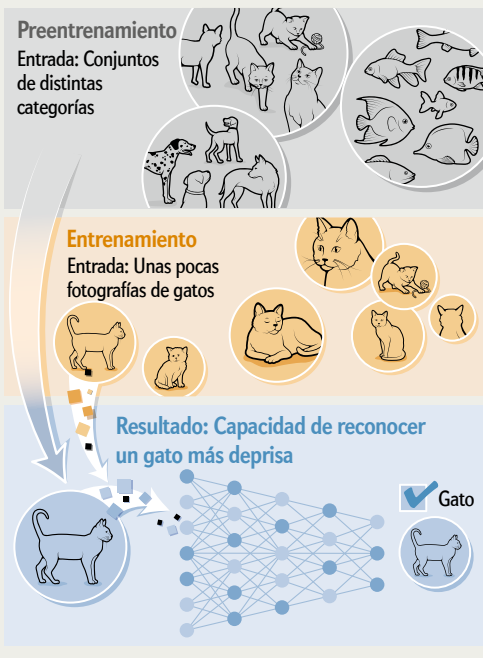 Preentrenamiento
Entrada: Conjuntos
de distintas
categorías
Entrenamiento
Entrada: Unas pocas
fotografías de gatos
Resultado: Capacidad de reconocer
un gato más deprisa
Gato